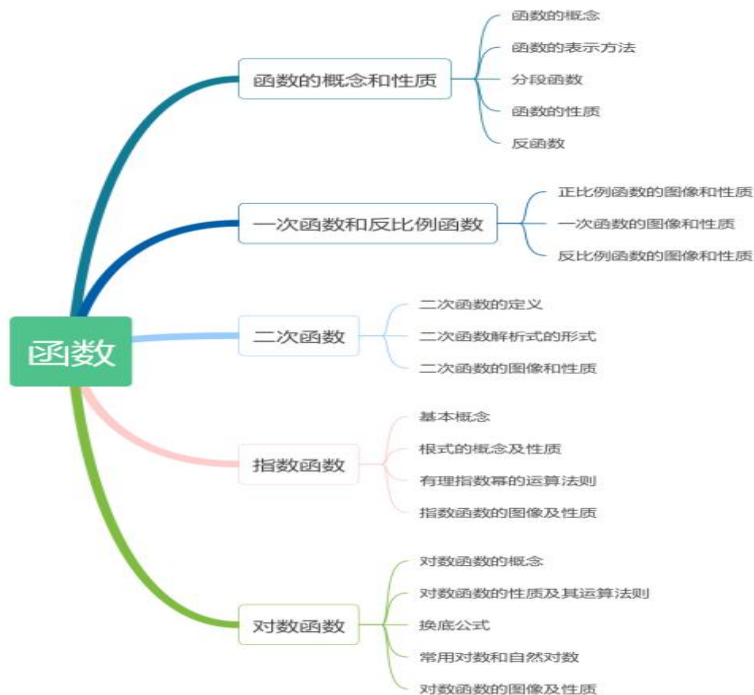 函数
函数的概念和性质
函数的概念
函数的表示方法
分段函数
函数的性质
反函数
一次函数和反比例函数
正比例函数的图像和性质
一次函数的图像和性质
反比例函数的图像和性质
二次函数
二次函数的定义
二次函数解析式的形式
二次函数的图像和性质
指数函数
基本概念
根式的概念及性质
有理指数幂的运算法则
指数函数的图像及性质
对数函数
对数函数的概念
对数函数的性质及其运算法则
换底公式
常用对数和自然对数
对数函数的图像及性质